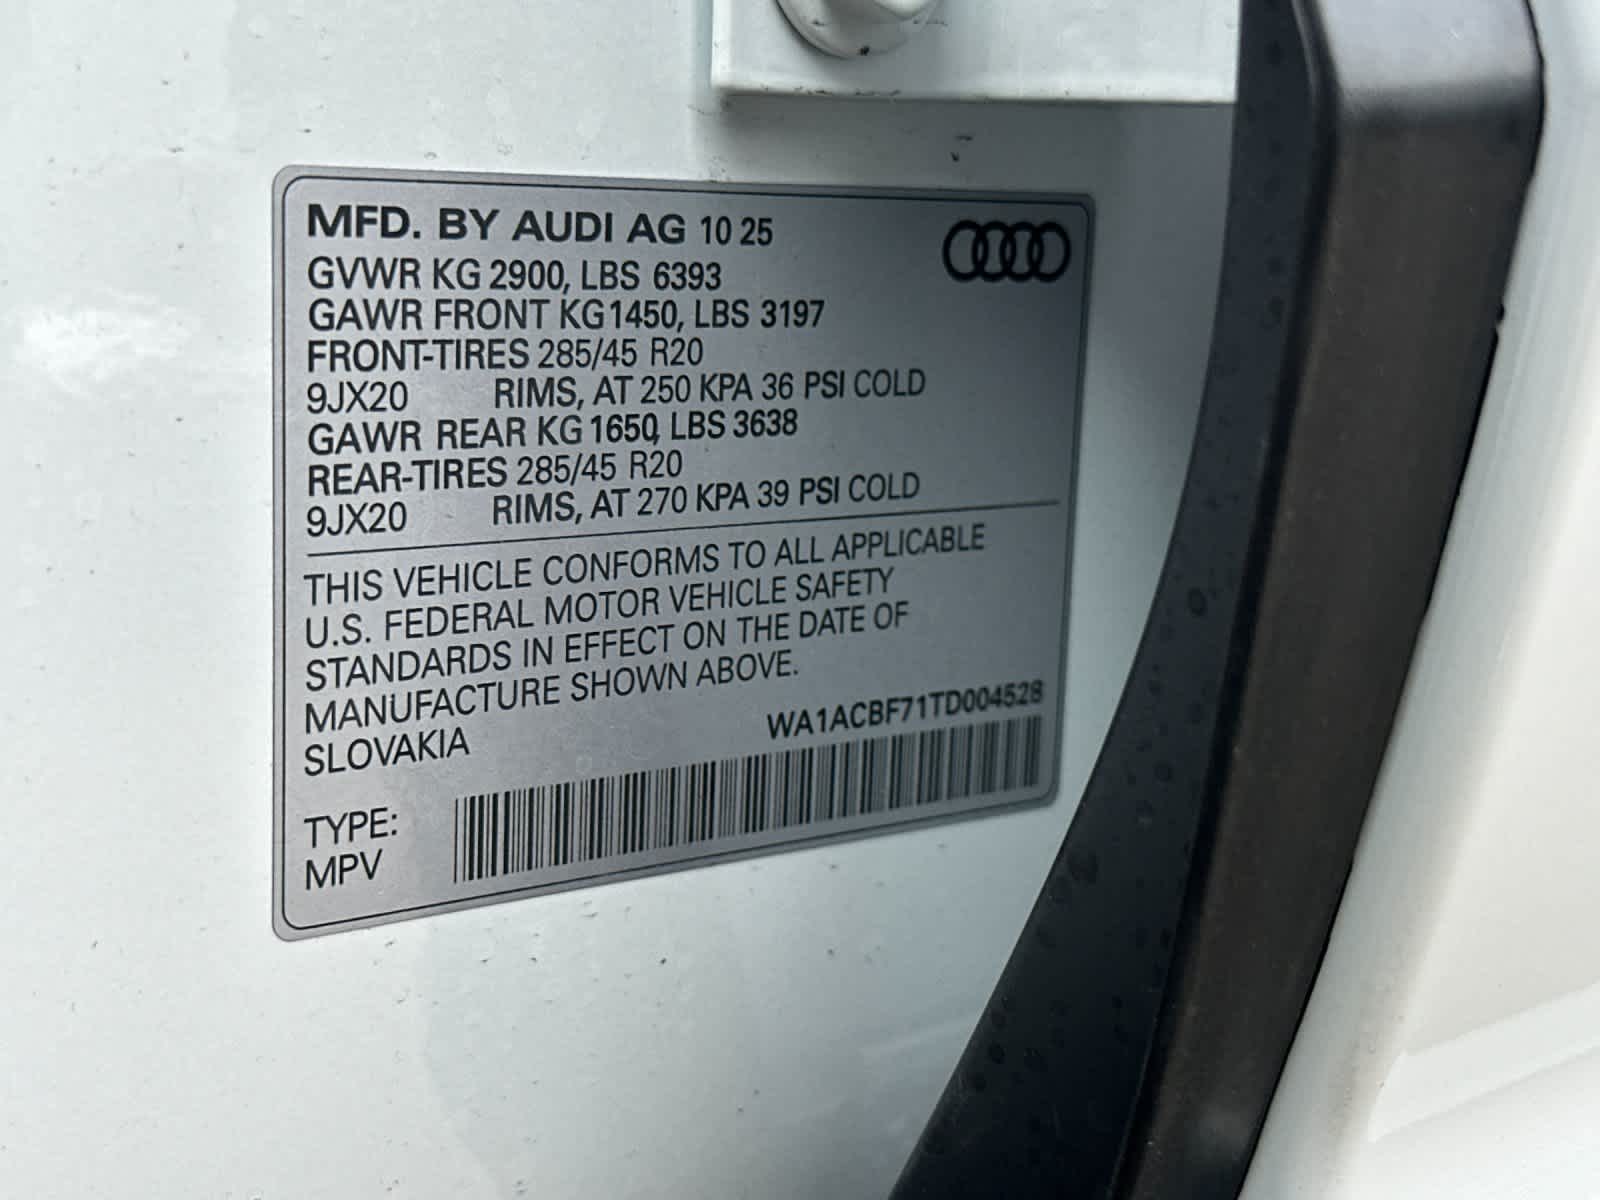 MFD. BY AUDI AG 10 25
GVWR KG 2900, LBS 6393
GAWR FRONT KG 1450, LBS 3197
FRONT-TIRES 285/45 R20
9JX20 RIMS, AT 250 KPA 36 PSI COLD
GAWR REAR KG 1650, LBS 3638
REAR-TIRES 285/45 R20
9JX20 RIMS, AT 270 KPA 39 PSI COLD
THIS VEHICLE CONFORMS TO ALL APPLICABLE
U.S. FEDERAL MOTOR VEHICLE SAFETY
STANDARDS IN EFFECT ON THE DATE OF
MANUFACTURE SHOWN ABOVE.
SLOVAKIA WA1ACBF71TD004528
TYPE:
MPV